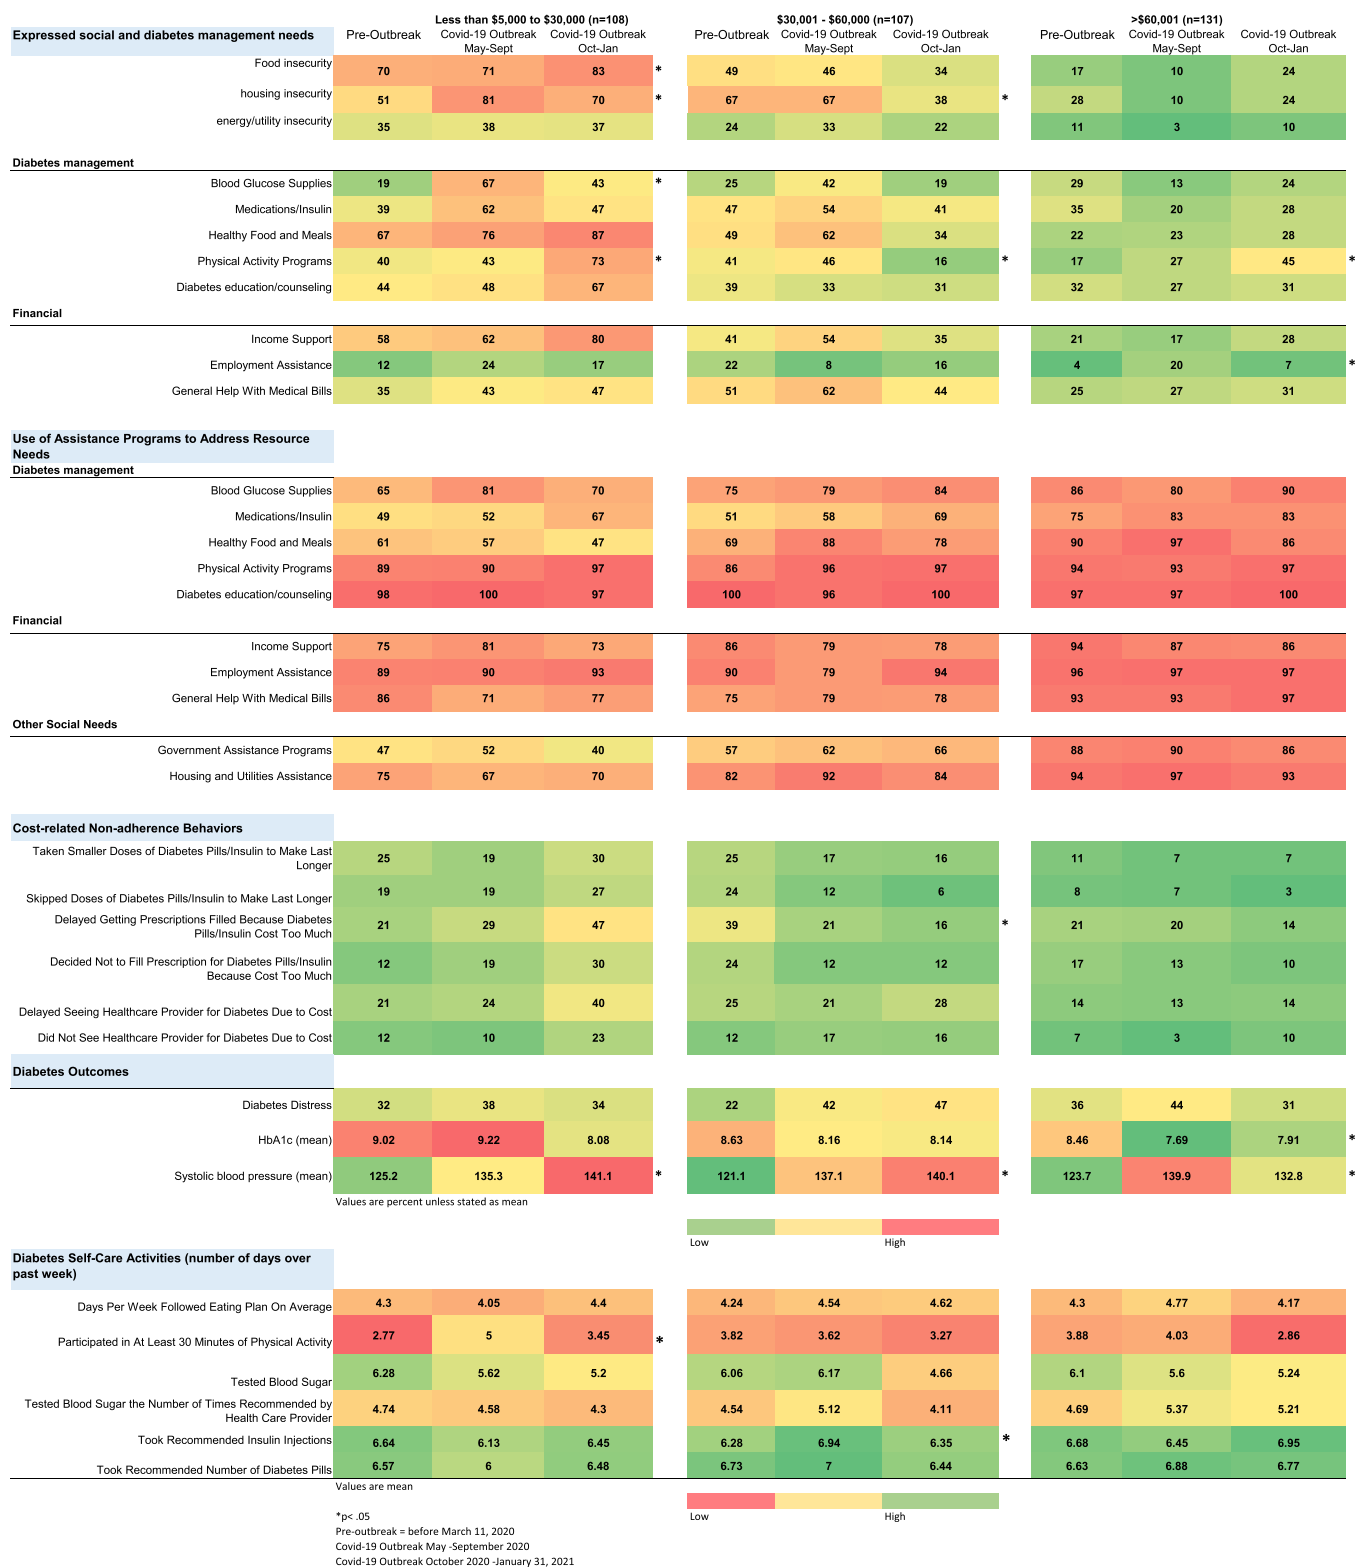 Less than $5,000 to $30,000 (n=108) $30,001 - $60,000 (n=107) >$60,001 (n=131)
Expressed social and diabetes management needs Pre-Outbreak Covid-19 Outbreak Covid-19 Outbreak Pre-Outbreak Covid-19 Outbreak Covid-19 Outbreak Pre-Outbreak Covid-19 Outbreak Covid-19 Outbreak
May-Sept Oct-Jan May-Sept Oct-Jan May-Sept Oct-Jan
Food insecurity 70 71 83 * 49 46 34 17 10 24
housing insecurity 51 81 70 * 67 67 38 * 28 10 24
energy/utility insecurity 35 38 37 24 33 22 11 3 10
Diabetes management
Blood Glucose Supplies 19 67 43 * 25 42 19 29 13 24
Medications/Insulin 39 62 47 47 54 41 35 20 28
Healthy Food and Meals 67 76 87 49 62 34 22 23 28
Physical Activity Programs 40 43 73 * 41 46 16 * 17 27 45 *
Diabetes education/counseling 44 48 67 39 33 31 32 27 31
Financial
Income Support 58 62 80 41 54 35 21 17 28
Employment Assistance 12 24 17 22 8 16 4 20 7 *
General Help With Medical Bills 35 43 47 51 62 44 25 27 31
Use of Assistance Programs to Address Resource
Needs
Diabetes management
Blood Glucose Supplies 65 81 70 75 79 84 86 80 90
Medications/Insulin 49 52 67 51 58 69 75 83 83
Healthy Food and Meals 61 57 47 69 88 78 90 97 86
Physical Activity Programs 89 90 97 86 96 97 94 93 97
Diabetes education/counseling 98 100 97 100 96 100 97 97 100
Financial
Income Support 75 81 73 86 79 78 94 87 86
Employment Assistance 89 90 93 90 79 94 96 97 97
General Help With Medical Bills 86 71 77 75 79 78 93 93 97
Other Social Needs
Government Assistance Programs 47 52 40 57 62 66 88 90 86
Housing and Utilities Assistance 75 67 70 82 92 84 94 97 93
Cost-related Non-adherence Behaviors
Taken Smaller Doses of Diabetes Pills/Insulin to Make Last
Longer 25 19 30 25 17 16 11 7 7
Skipped Doses of Diabetes Pills/Insulin to Make Last Longer 19 19 27 24 12 6 8 7 3
Delayed Getting Prescriptions Filled Because Diabetes
Pills/Insulin Cost Too Much 21 29 47 39 21 16 * 21 20 14
Decided Not to Fill Prescription for Diabetes Pills/Insulin
Because Cost Too Much 12 19 30 24 12 12 17 13 10
Delayed Seeing Healthcare Provider for Diabetes Due to Cost 21 24 40 25 21 28 14 13 14
Did Not See Healthcare Provider for Diabetes Due to Cost 12 10 23 12 17 16 7 3 10
Diabetes Outcomes
Diabetes Distress 32 38 34 22 42 47 36 44 31
HbA1c (mean) 9.02 9.22 8.08 8.63 8.16 8.14 8.46 7.69 7.91 *
Systolic blood pressure (mean) 125.2 135.3 141.1 * 121.1 137.1 140.1 * 123.7 139.9 132.8 *
Values are percent unless stated as mean
Low High
Diabetes Self-Care Activities (number of days over
past week)
Days Per Week Followed Eating Plan On Average 4.3 4.05 4.4 4.24 4.54 4.62 4.3 4.77 4.17
Participated in At Least 30 Minutes of Physical Activity 2.77 5 3.45 * 3.82 3.62 3.27 3.88 4.03 2.86
Tested Blood Sugar 6.28 5.62 5.2 6.06 6.17 4.66 6.1 5.6 5.24
Tested Blood Sugar the Number of Times Recommended by
Health Care Provider 4.74 4.58 4.3 4.54 5.12 4.11 4.69 5.37 5.21
Took Recommended Insulin Injections 6.64 6.13 6.45 6.28 6.94 6.35 * 6.68 6.45 6.95
Took Recommended Number of Diabetes Pills 6.57 6 6.48 6.73 7 6.44 6.63 6.88 6.77
Values are mean
Low High
*p< .05
Pre-outbreak = before March 11, 2020
Covid-19 Outbreak May -September 2020
Covid-19 Outbreak October 2020 -January 31, 2021